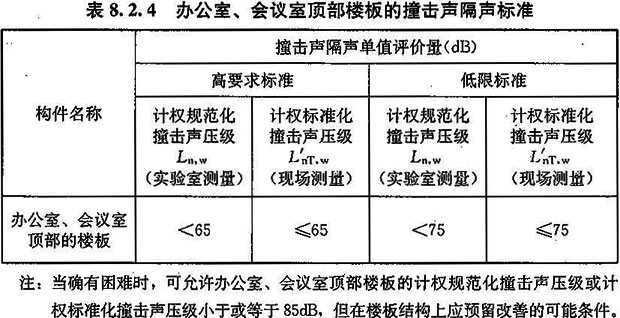 表 8.2.4 办公室、会议室顶部楼板的撞击声隔声标准
构件名称
撞击声隔声单值评价量(dB)
高要求标准
低限标准
计权规范化
撞击声压级
Ln,w
(实验室测量)
计权标准化
撞击声压级
L′nT,w
(现场测量)
计权规范化
撞击声压级
Ln,w
(实验室测量)
计权标准化
撞击声压级
L′nT,w
(现场测量)
办公室、会议室
顶部的楼板
<65
≤65
<75
≤75
注：当确有困难时，可允许办公室、会议室顶部楼板的计权规范化撞击声压级或计
权标准化撞击声压级小于或等于 85dB，但在楼板结构上应预留改善的可能条件。